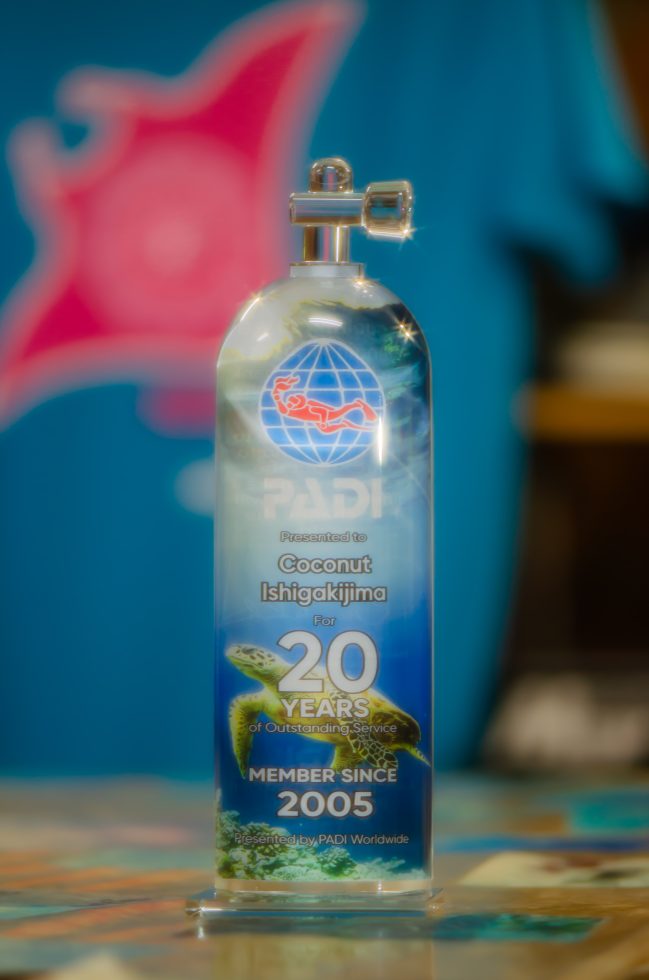 PADI
Presented to
Coconut
Ishigakijima
For
20
YEARS
of Outstanding Service
MEMBER SINCE
2005
Presented by PADI Worldwide